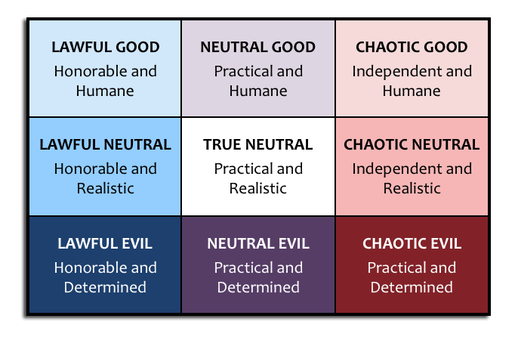 LAWFUL GOOD
Honorable and
Humane
NEUTRAL GOOD
Practical and
Humane
CHAOTIC GOOD
Independent and
Humane
LAWFUL NEUTRAL
Honorable and
Realistic
TRUE NEUTRAL
Practical and
Realistic
CHAOTIC NEUTRAL
Independent and
Realistic
LAWFUL EVIL
Honorable and
Determined
NEUTRAL EVIL
Practical and
Determined
CHAOTIC EVIL
Practical and
Determined